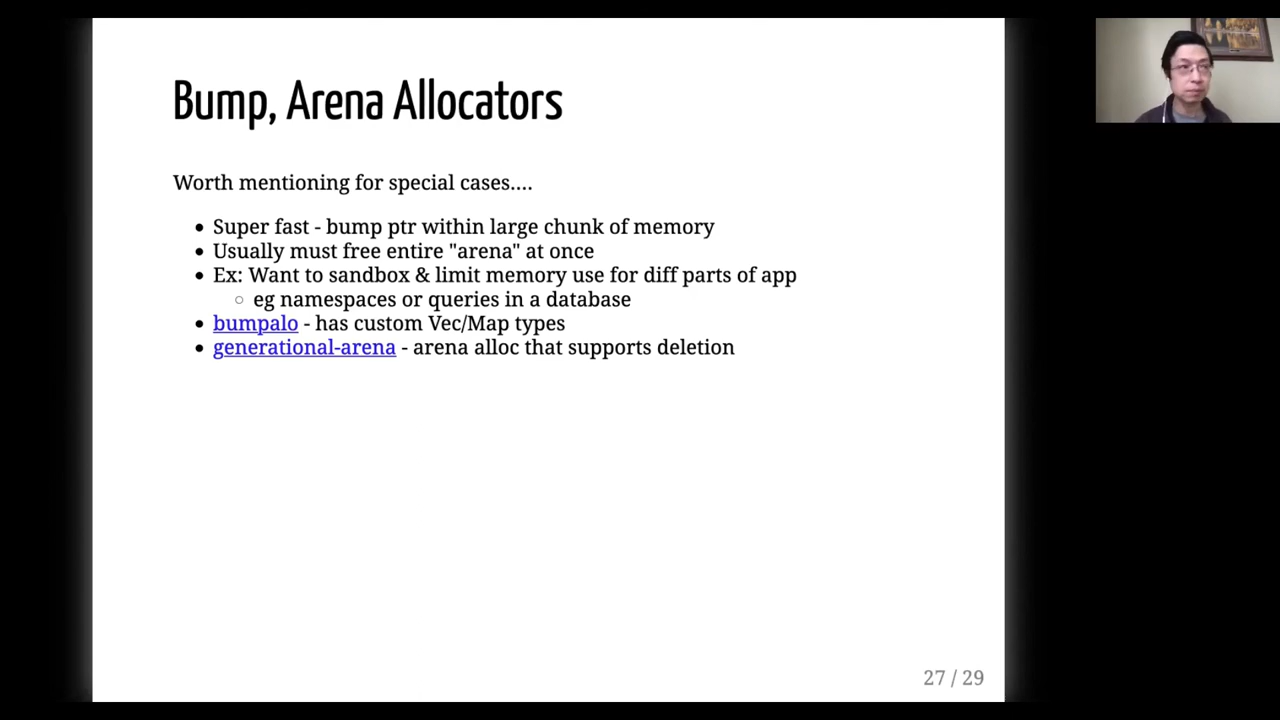 Bump, Arena Allocators
Worth mentioning for special cases....
Super fast - bump ptr within large chunk of memory
Usually must free entire "arena" at once
Ex: Want to sandbox & limit memory use for diff parts of app
eg namespaces or queries in a database
bumpalo - has custom Vec/Map types
generational-arena - arena alloc that supports deletion
27 / 29